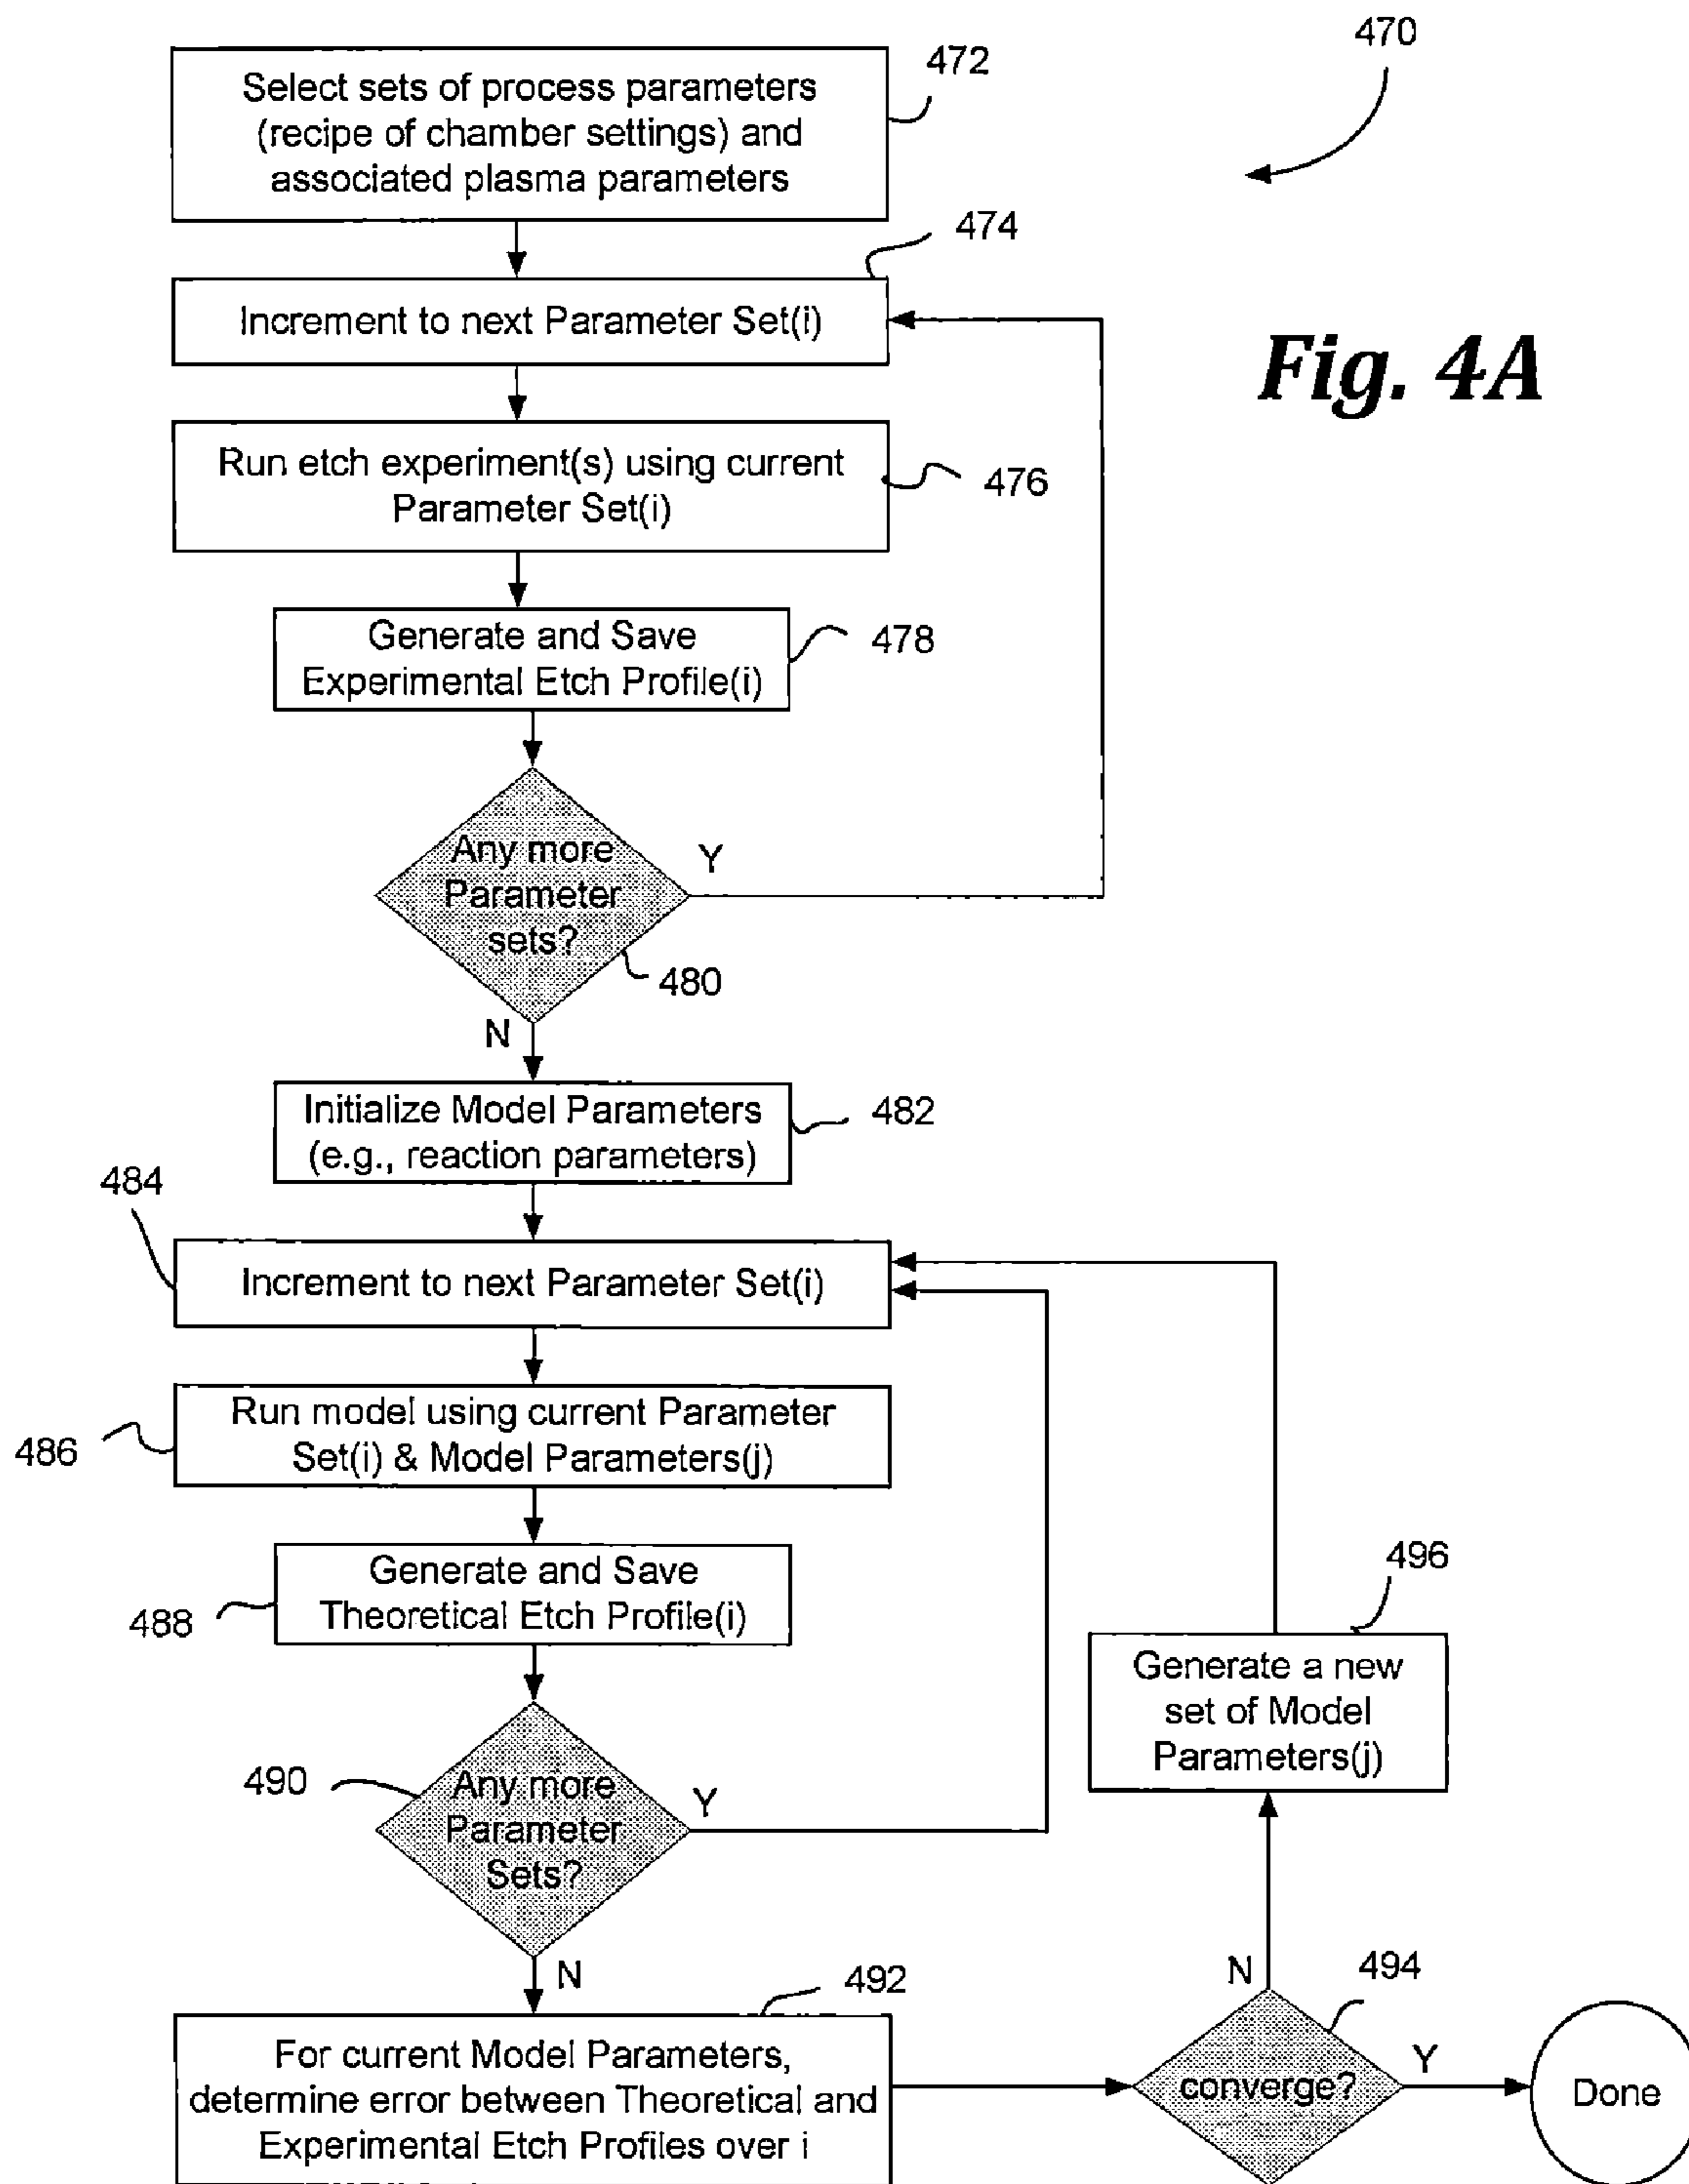 470
472
Select sets of process parameters
(recipe of chamber settings) and
associated plasma parameters
474
Increment to next Parameter Set(i)
Fig. 4A
Run etch experiment(s) using current
Parameter Set(i)
476
Generate and Save
Experimental Etch Profile(i)
478
Any more
Parameter
sets?
Y
480
N
Initialize Model Parameters
(e.g., reaction parameters)
482
484
Increment to next Parameter Set(i)
Run model using current Parameter
Set(i) & Model Parameters(j)
486
Generate and Save
Theoretical Etch Profile(i)
488
496
Generate a new
set of Model
Parameters(j)
490
Any more
Parameter
Sets?
Y
N
492
For current Model Parameters,
determine error between Theoretical and
Experimental Etch Profiles over i
N
494
converge?
Y
Done